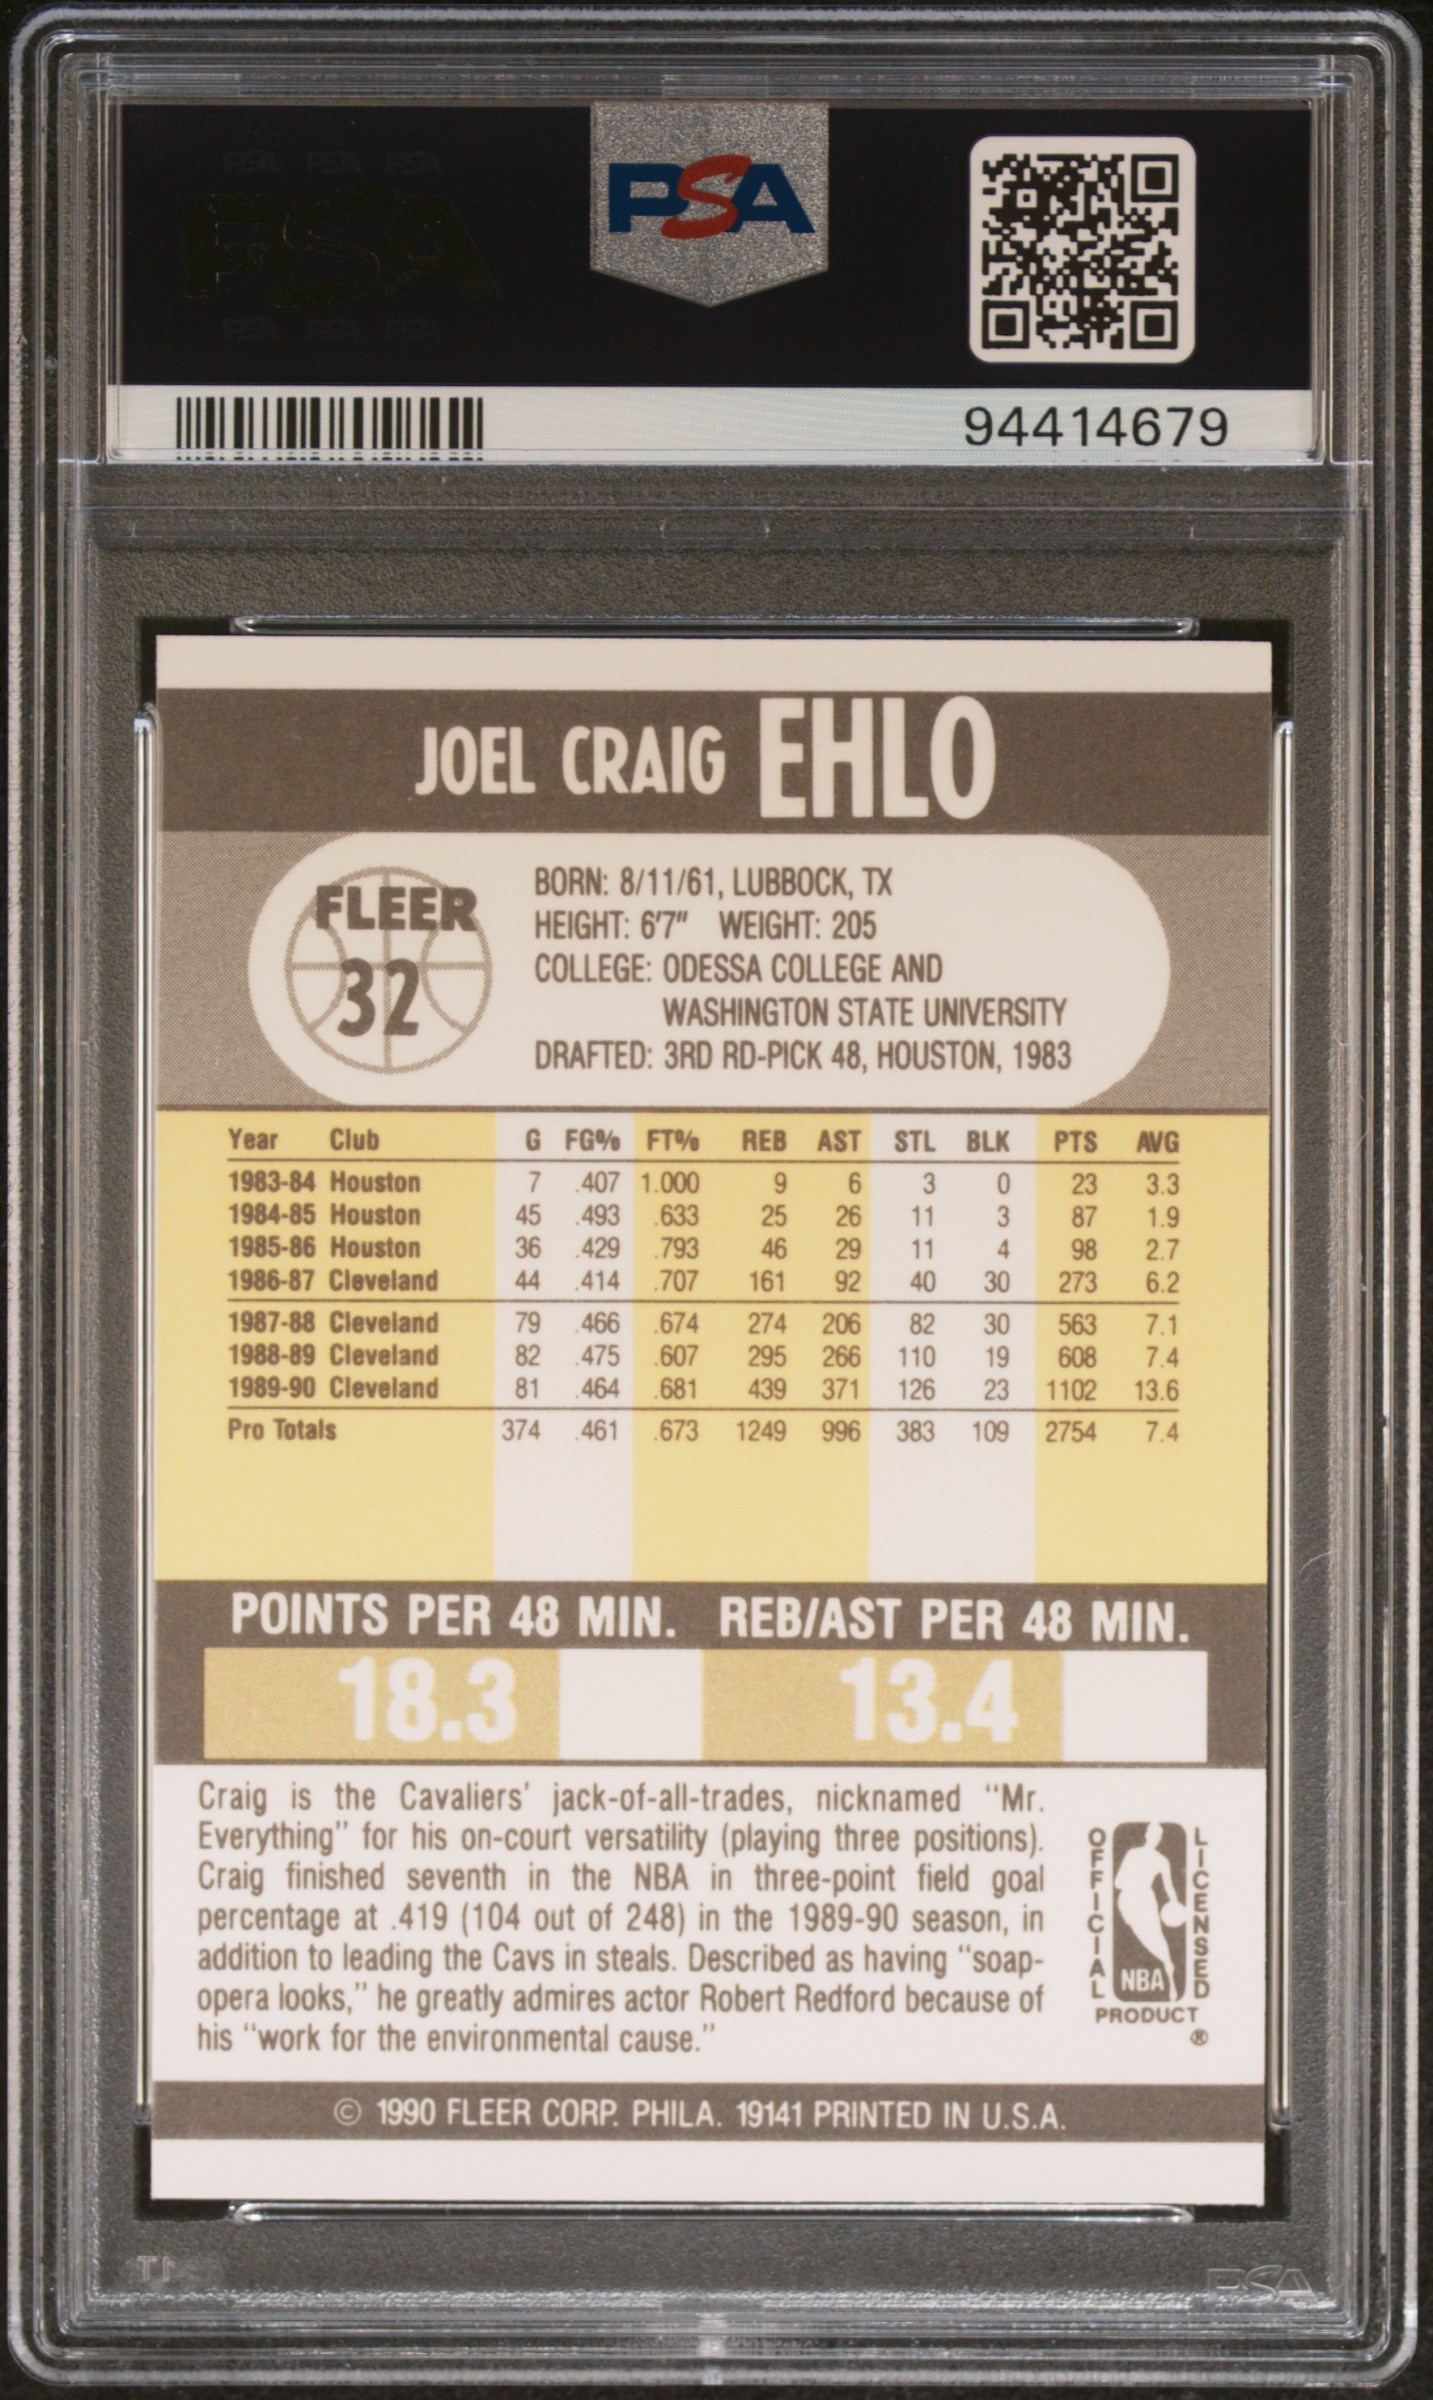 PSA PSA PSA
PSA
PSA PSA PSA
PSA
94414679
JOEL CRAIG EHLO
FLEER
32
BORN: 8/11/61, LUBBOCK, TX
HEIGHT: 6'7" WEIGHT: 205
COLLEGE: ODESSA COLLEGE AND
WASHINGTON STATE UNIVERSITY
DRAFTED: 3RD RD-PICK 48, HOUSTON, 1983
Year Club G FG% FT% REB AST STL BLK PTS AVG
1983-84 Houston 7 .407 1.000 9 6 3 0 23 3.3
1984-85 Houston 45 .493 .633 25 26 11 3 87 1.9
1985-86 Houston 36 .429 .793 46 29 11 4 98 2.7
1986-87 Cleveland 44 .414 .707 161 92 40 30 273 6.2
1987-88 Cleveland 79 .466 .674 274 206 82 30 563 7.1
1988-89 Cleveland 82 .475 .607 295 266 110 19 608 7.4
1989-90 Cleveland 81 .464 .681 439 371 126 23 1102 13.6
Pro Totals 374 .461 .673 1249 996 383 109 2754 7.4
POINTS PER 48 MIN. REB/AST PER 48 MIN.
18.3 13.4
Craig is the Cavaliers' jack-of-all-trades, nicknamed "Mr.
Everything" for his on-court versatility (playing three positions).
Craig finished seventh in the NBA in three-point field goal
percentage at .419 (104 out of 248) in the 1989-90 season, in
addition to leading the Cavs in steals. Described as having "soap-
opera looks," he greatly admires actor Robert Redford because of
his "work for the environmental cause."
OFFICIAL
LICENSED
NBA
PRODUCT
®
© 1990 FLEER CORP. PHILA. 19141 PRINTED IN U.S.A.
PSA